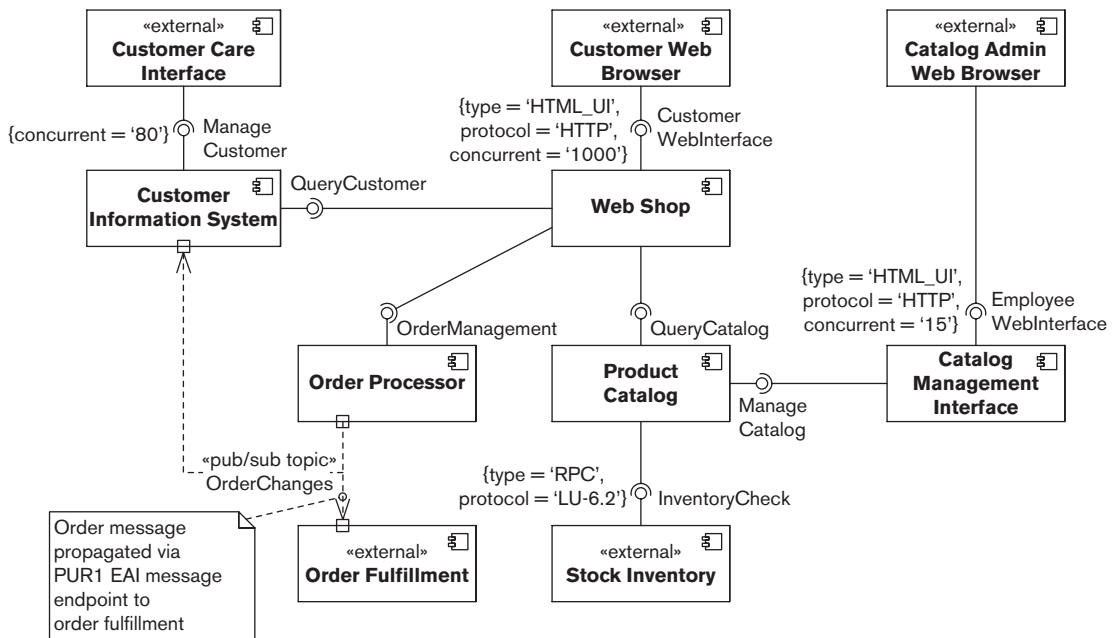 «external»
Customer Care
Interface
«external»
Customer Web
Browser
«external»
Catalog Admin
Web Browser
{concurrent = ‘80’}
Manage
Customer
{type = ‘HTML_UI’,
protocol = ‘HTTP’,
concurrent = ‘1000’}
Customer
WebInterface
Customer
Information System
QueryCustomer
Web Shop
{type = ‘HTML_UI’,
protocol = ‘HTTP’,
concurrent = ‘15’}
Employee
WebInterface
OrderManagement
QueryCatalog
Order Processor
Product
Catalog
Manage
Catalog
Catalog
Management
Interface
«pub/sub topic»
OrderChanges
{type = ‘RPC’,
protocol = ‘LU-6.2’}
InventoryCheck
Order message
propagated via
PUR1 EAI message
endpoint to
order fulfillment
«external»
Order Fulfillment
«external»
Stock Inventory